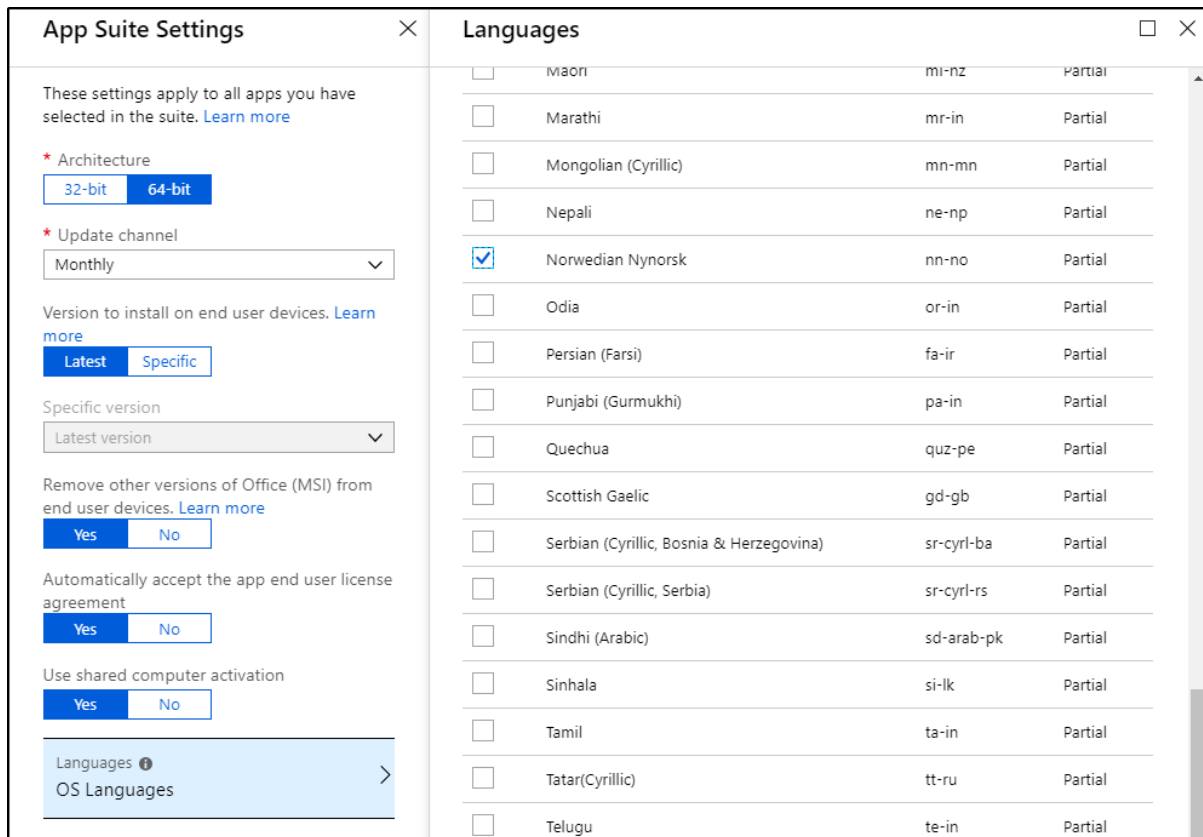 App Suite Settings
These settings apply to all apps you have
selected in the suite. Learn more
* Architecture
32-bit 64-bit
* Update channel
Monthly
Version to install on end user devices. Learn
more
Latest Specific
Specific version
Latest version
Remove other versions of Office (MSI) from
end user devices. Learn more
Yes No
Automatically accept the app end user license
agreement
Yes No
Use shared computer activation
Yes No
Languages
OS Languages
Languages
Maori mi-nz Partial
Marathi mr-in Partial
Mongolian (Cyrillic) mn-mn Partial
Nepali ne-np Partial
Norwedian Nynorsk nn-no Partial
Odia or-in Partial
Persian (Farsi) fa-ir Partial
Punjabi (Gurmukhi) pa-in Partial
Quechua quz-pe Partial
Scottish Gaelic gd-gb Partial
Serbian (Cyrillic, Bosnia & Herzegovina) sr-cyrl-ba Partial
Serbian (Cyrillic, Serbia) sr-cyrl-rs Partial
Sindhi (Arabic) sd-arab-pk Partial
Sinhala si-lk Partial
Tamil ta-in Partial
Tatar(Cyrillic) tt-ru Partial
Telugu te-in Partial